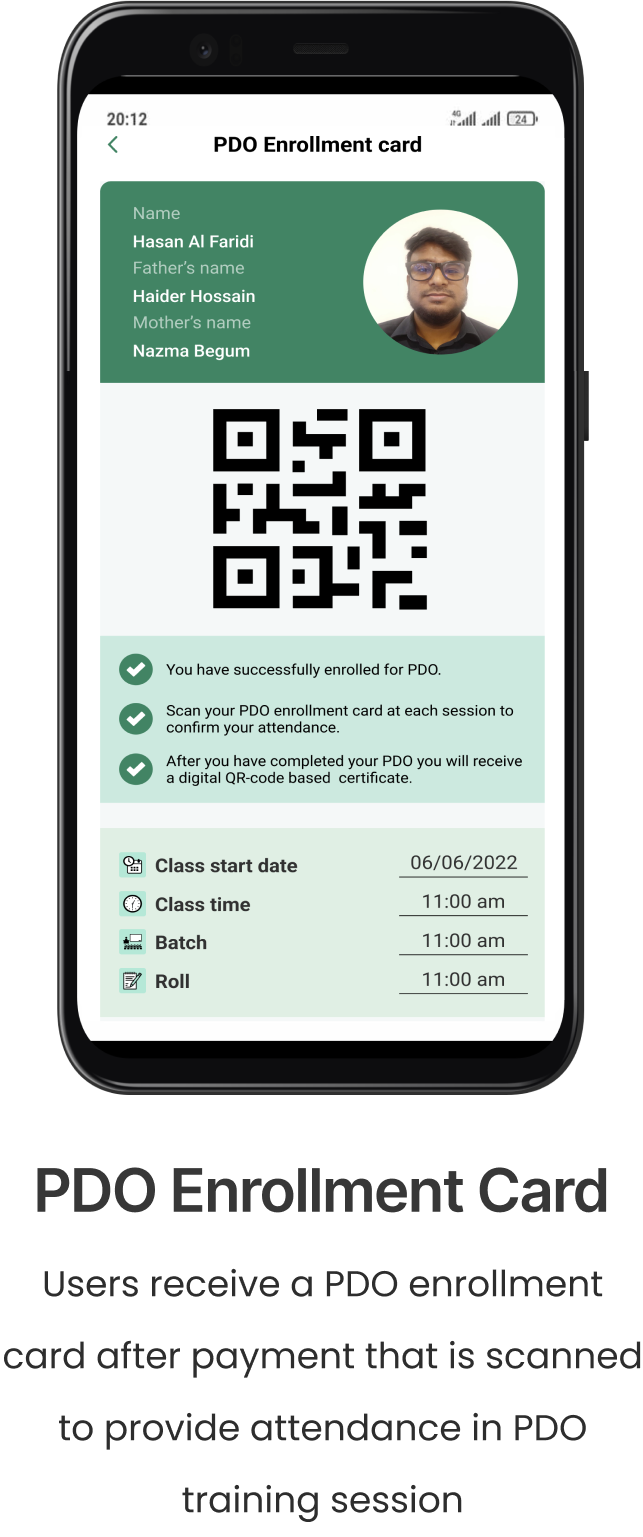 20:12
4G
24
PDO Enrollment card
Name
Hasan Al Faridi
Father’s name
Haider Hossain
Mother’s name
Nazma Begum
You have successfully enrolled for PDO.
Scan your PDO enrollment card at each session to
confirm your attendance.
After you have completed your PDO you will receive
a digital QR-code based  certificate.
Class start date 06/06/2022
Class time 11:00 am
Batch 11:00 am
Roll 11:00 am
PDO Enrollment Card
Users receive a PDO enrollment
card after payment that is scanned
to provide attendance in PDO
training session